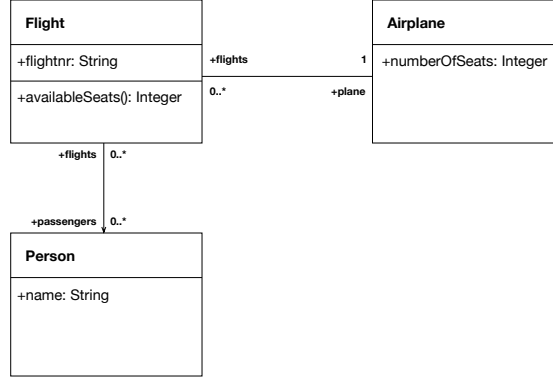 Flight
+flightnr: String
+availableSeats(): Integer
+flights
1
0..*
+plane
Airplane
+numberOfSeats: Integer
+flights
0..*
+passengers
0..*
Person
+name: String